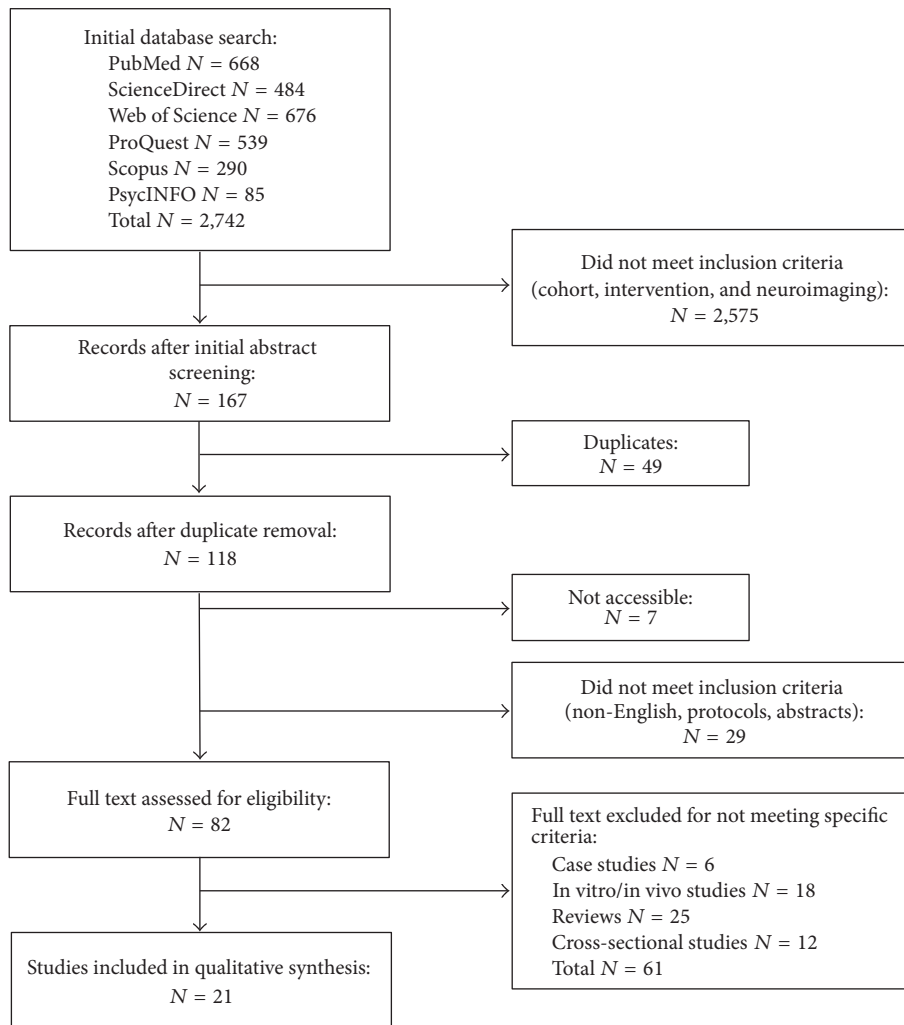 Initial database search:
PubMed N = 668
ScienceDirect N = 484
Web of Science N = 676
ProQuest N = 539
Scopus N = 290
PsycINFO N = 85
Total N = 2,742
Did not meet inclusion criteria
(cohort, intervention, and neuroimaging):
N = 2,575
Records after initial abstract
screening:
N = 167
Duplicates:
N = 49
Records after duplicate removal:
N = 118
Not accessible:
N = 7
Did not meet inclusion criteria
(non-English, protocols, abstracts):
N = 29
Full text assessed for eligibility:
N = 82
Full text excluded for not meeting specific
criteria:
Case studies N = 6
In vitro/in vivo studies N = 18
Reviews N = 25
Cross-sectional studies N = 12
Total N = 61
Studies included in qualitative synthesis:
N = 21